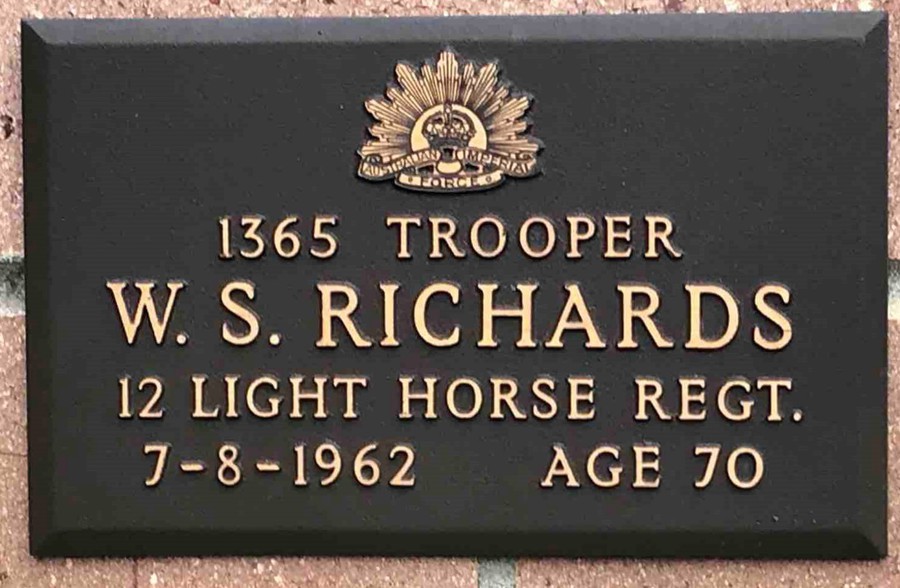 AUSTRALIAN IMPERIAL
FORCE
1365 TROOPER
W. S. RICHARDS
12 LIGHT HORSE REGT.
7-8-1962 AGE 70